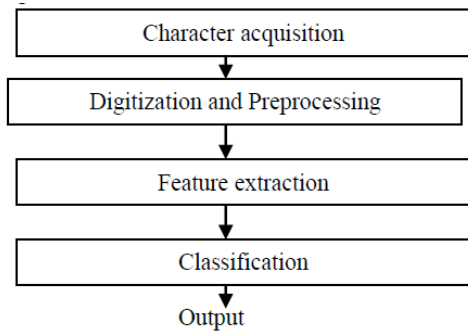 Character acquisition
Digitization and Preprocessing
Feature extraction
Classification
Output